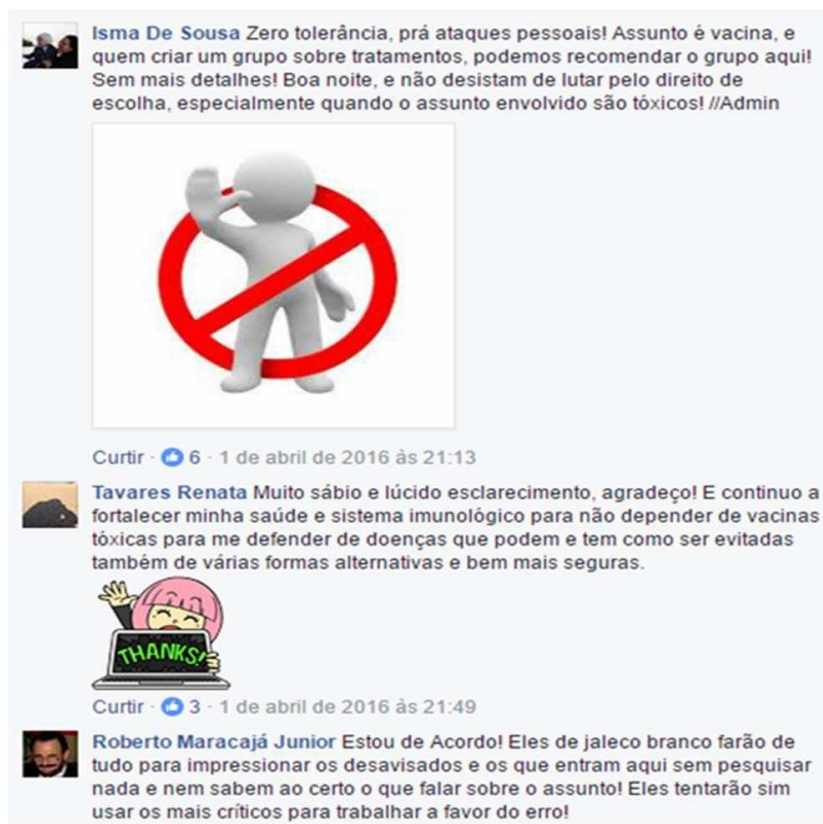 Isma De Sousa Zero tolerância, prá ataques pessoais! Assunto é vacina, e
quem criar um grupo sobre tratamentos, podemos recomendar o grupo aqui!
Sem mais detalhes! Boa noite, e não desistam de lutar pelo direito de
escolha, especialmente quando o assunto envolvido são tóxicos! //Admin
Curtir · 6 · 1 de abril de 2016 às 21:13
Tavares Renata Muito sábio e lúcido esclarecimento, agradeço! E continuo a
fortalecer minha saúde e sistema imunológico para não depender de vacinas
tóxicas para me defender de doenças que podem e tem como ser evitadas
também de várias formas alternativas e bem mais seguras.
THANKS!
Curtir · 3 · 1 de abril de 2016 às 21:49
Roberto Maracajá Junior Estou de Acordo! Eles de jaleco branco farão de
tudo para impressionar os desavisados e os que entram aqui sem pesquisar
nada e nem sabem ao certo o que falar sobre o assunto! Eles tentarão sim
usar os mais críticos para trabalhar a favor do erro!